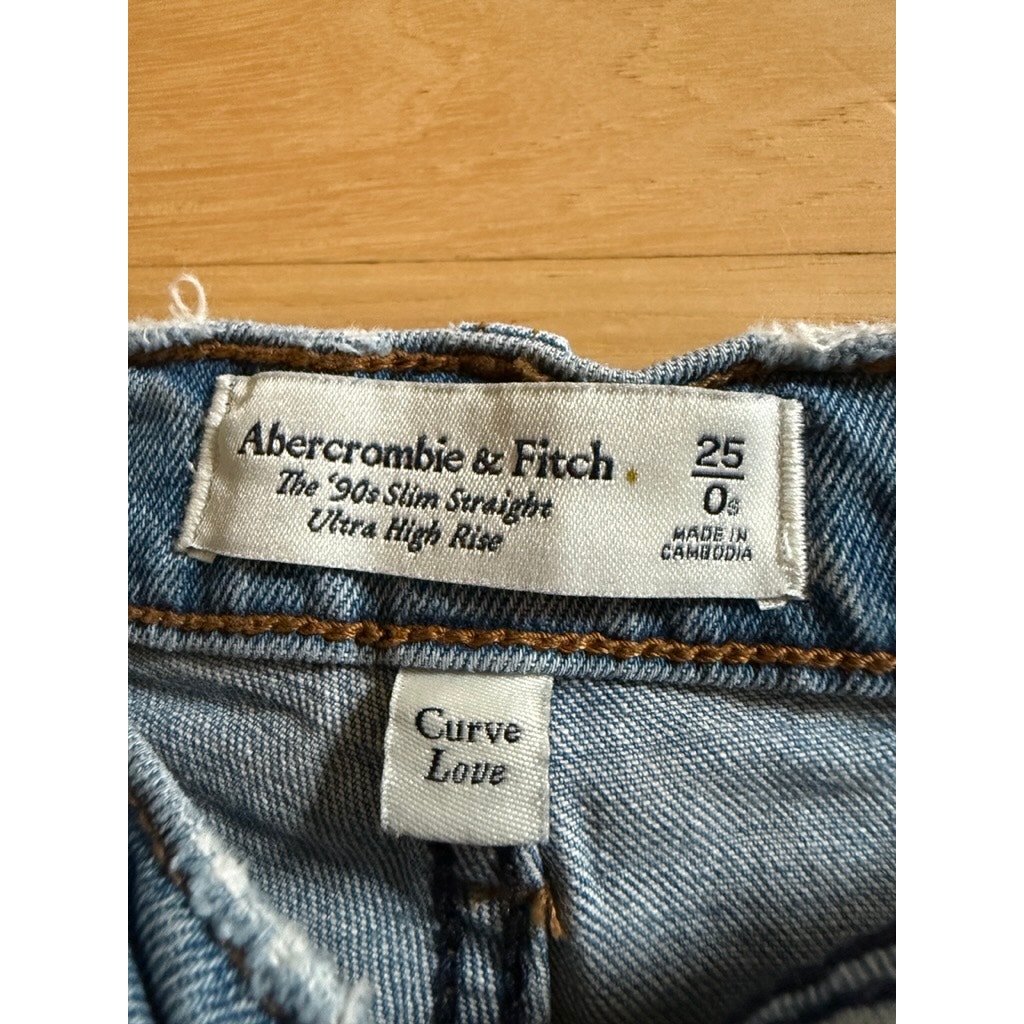 Abercrombie & Fitch
The '90s Slim Straight
Ultra High Rise
25
0s
MADE IN
CAMBODIA
Curve
Love